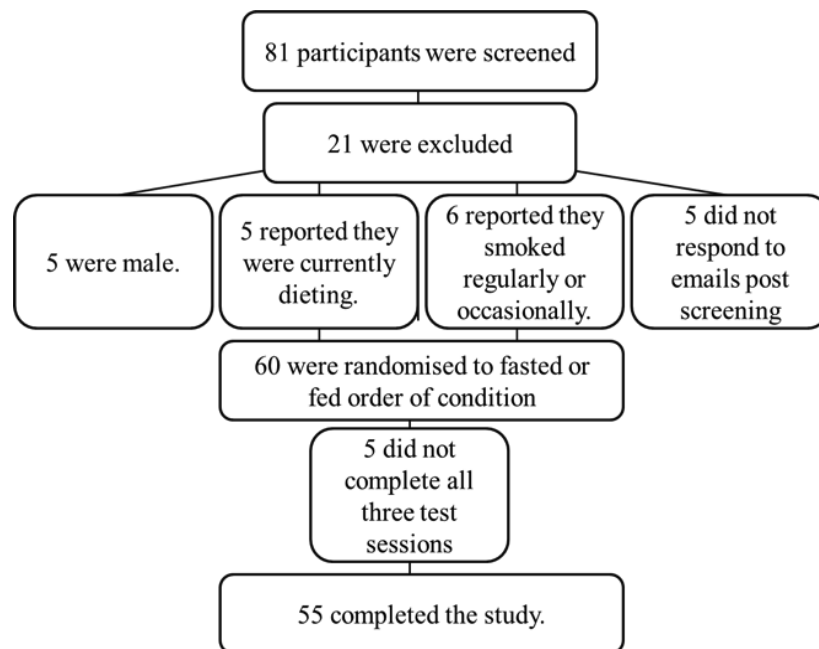 81 participants were screened
21 were excluded
5 were male.
5 reported they
were currently
dieting.
6 reported they
smoked
regularly or
occasionally.
5 did not
respond to
emails post
screening
60 were randomised to fasted or
fed order of condition
5 did not
complete all
three test
sessions
55 completed the study.